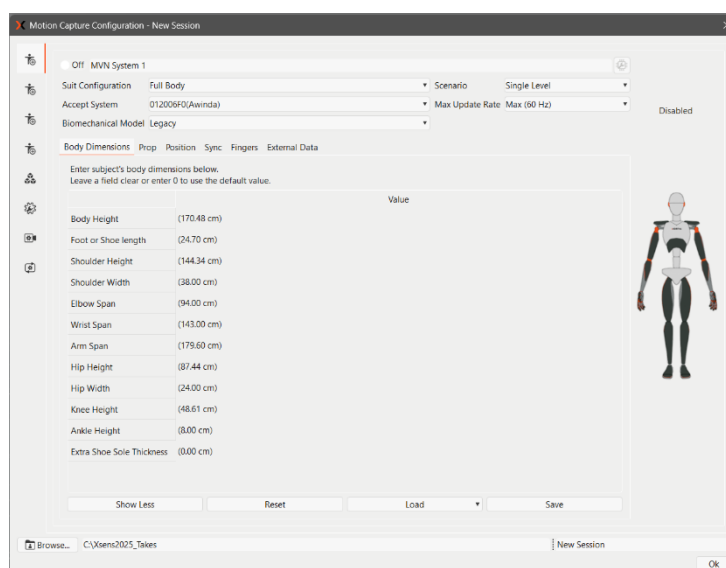 Motion Capture Configuration - New Session
Off MVN System 1
Suit Configuration Full Body Scenario Single Level
Accept System 012006F0(Awinda) Max Update Rate Max (60 Hz)
Disabled
Biomechanical Model Legacy
Body Dimensions Prop Position Sync Fingers External Data
Enter subject's body dimensions below.
Leave a field clear or enter 0 to use the default value.
Value
Body Height (170.48 cm)
Foot or Shoe length (24.70 cm)
Shoulder Height (144.34 cm)
Shoulder Width (38.00 cm)
Elbow Span (94.00 cm)
Wrist Span (143.00 cm)
Arm Span (179.60 cm)
Hip Height (87.44 cm)
Hip Width (24.00 cm)
Knee Height (48.61 cm)
Ankle Height (8.00 cm)
Extra Shoe Sole Thickness (0.00 cm)
Show Less Reset Load Save
Browse... C:\Xsens2025_Takes New Session
Ok